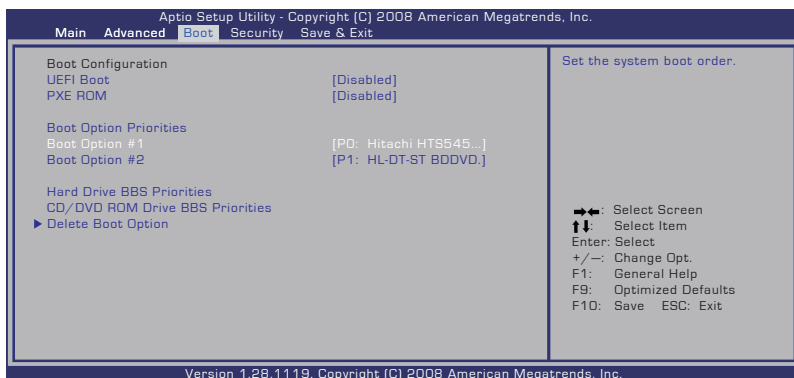 Aptio Setup Utility - Copyright (C) 2008 American Megatrends, Inc.
Main Advanced Boot Security Save & Exit
Boot Configuration
UEFI Boot [Disabled]
PXE ROM [Disabled]
Boot Option Priorities
Boot Option #1 [P0: Hitachi HTS545...]
Boot Option #2 [P1: HL-DT-ST BDDVD.]
Hard Drive BBS Priorities
CD/DVD ROM Drive BBS Priorities
Delete Boot Option
Set the system boot order.
→←: Select Screen
↑↓: Select Item
Enter: Select
+/—: Change Opt.
F1: General Help
F9: Optimized Defaults
F10: Save ESC: Exit
Version 1.28.1119. Copyright (C) 2008 American Megatrends, Inc.